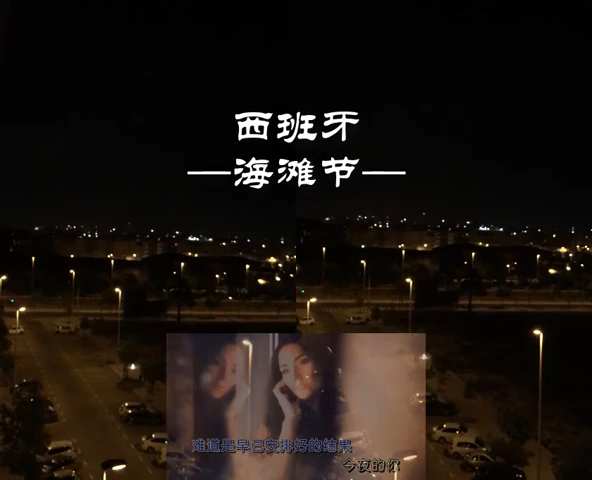 西班牙
—海滩节—
难道是早已安排好的结果
今夜的你